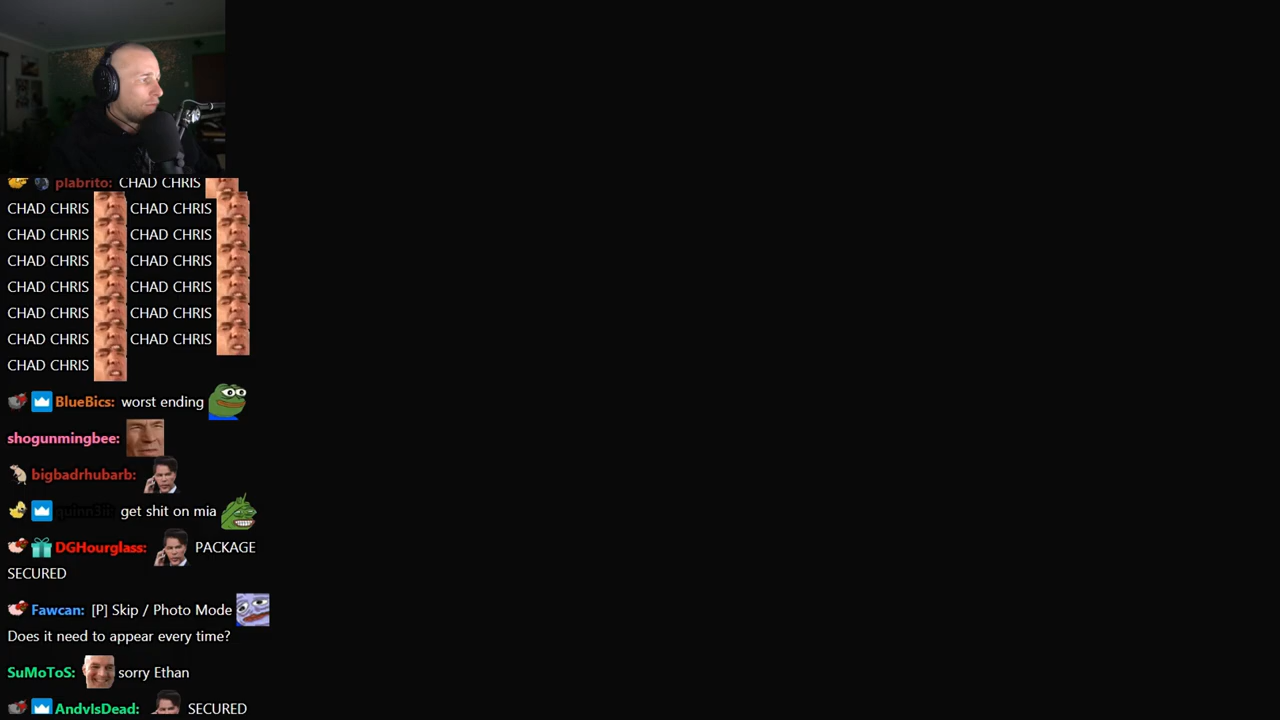 plabrito: CHAD CHRIS
CHAD CHRIS CHAD CHRIS
CHAD CHRIS CHAD CHRIS
CHAD CHRIS CHAD CHRIS
CHAD CHRIS CHAD CHRIS
CHAD CHRIS CHAD CHRIS
CHAD CHRIS CHAD CHRIS
CHAD CHRIS
BlueBics: worst ending
shogunmingbee:
bigbadrhubarb:
get shit on mia
DGHourglass: PACKAGE
SECURED
Fawcan: [P] Skip / Photo Mode
Does it need to appear every time?
SuMoToS: sorry Ethan
AndyIsDead: SECURED